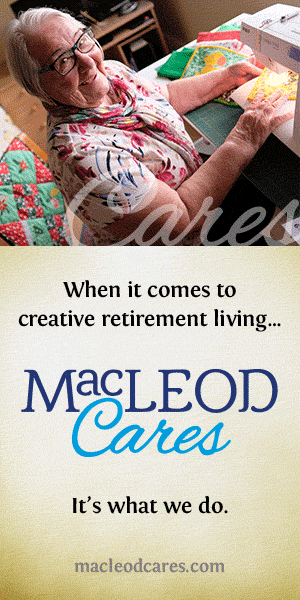 Cares
When it comes to
creative retirement living...
MacLEOD
Cares
It's what we do.
macleodcares.com